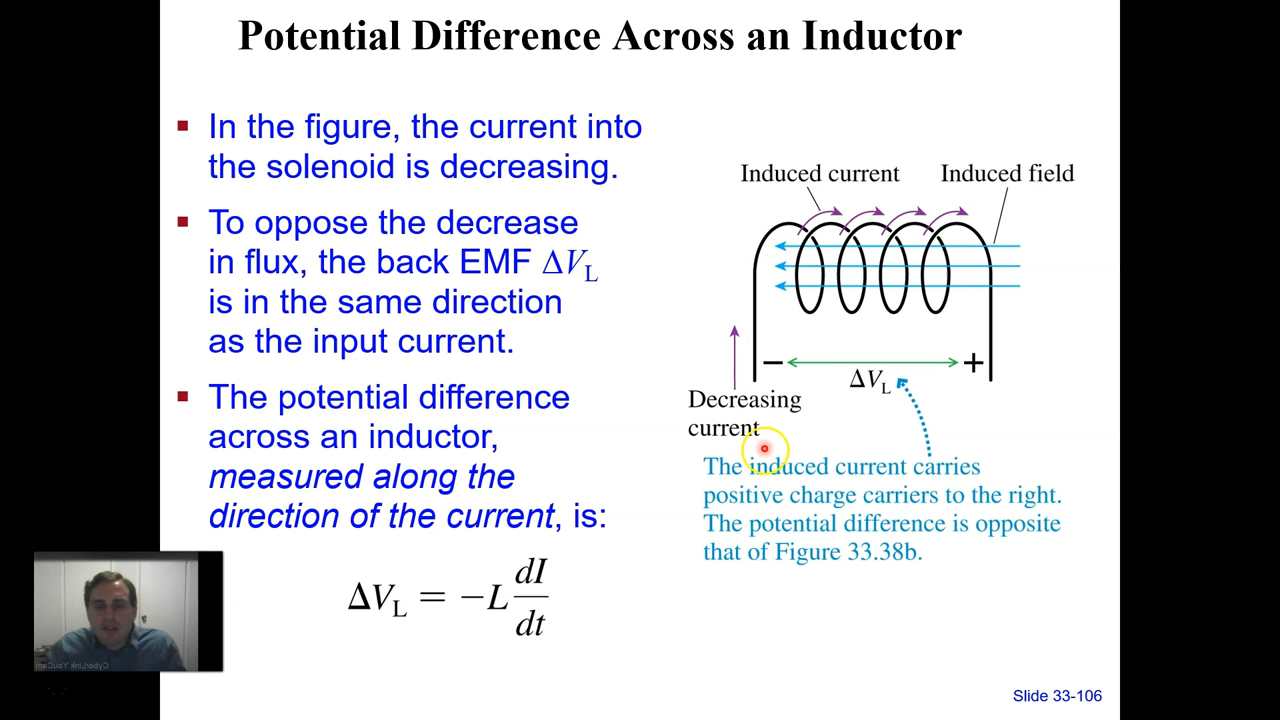 Potential Difference Across an Inductor
In the figure, the current into
the solenoid is decreasing.
To oppose the decrease
in flux, the back EMF ΔV_L
is in the same direction
as the input current.
The potential difference
across an inductor,
measured along the
direction of the current, is:
ΔV_L = −L dI/dt
Induced current
Induced field
− +
ΔV_L
Decreasing
current
The induced current carries
positive charge carriers to the right.
The potential difference is opposite
that of Figure 33.38b.
CyberLink YouCam
Slide 33-106